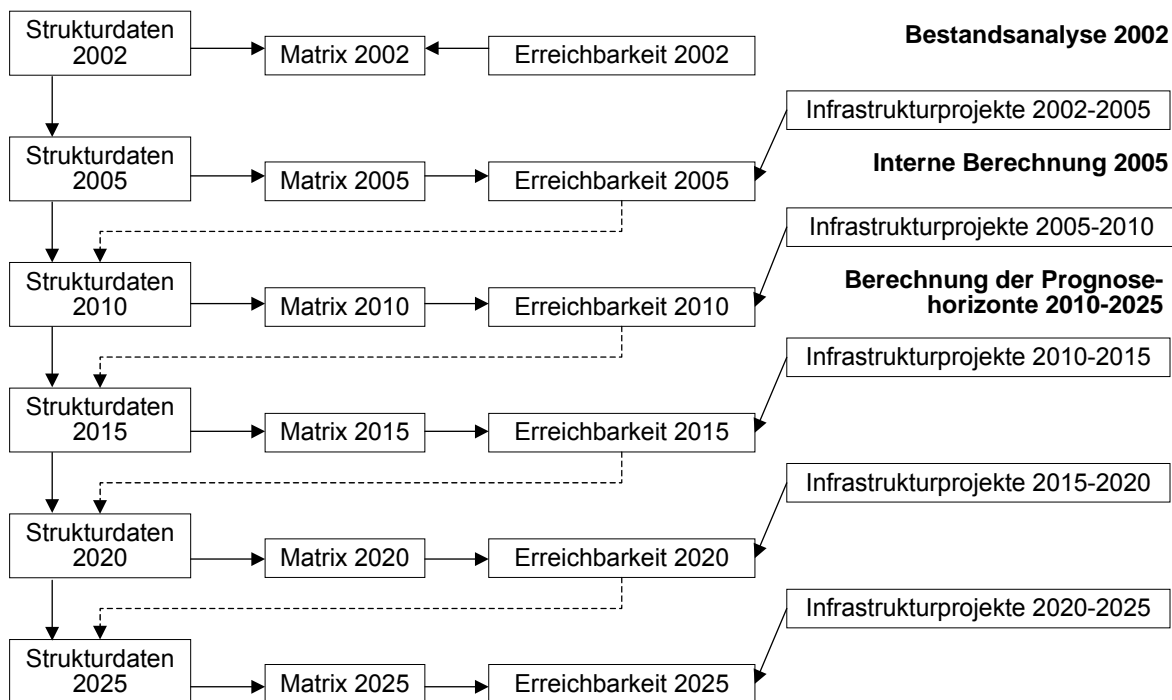 Strukturdaten
2002
Matrix 2002
Erreichbarkeit 2002
Bestandsanalyse 2002
Infrastrukturprojekte 2002-2005
Strukturdaten
2005
Matrix 2005
Erreichbarkeit 2005
Interne Berechnung 2005
Infrastrukturprojekte 2005-2010
Strukturdaten
2010
Matrix 2010
Erreichbarkeit 2010
Berechnung der Prognose-
horizonte 2010-2025
Infrastrukturprojekte 2010-2015
Strukturdaten
2015
Matrix 2015
Erreichbarkeit 2015
Infrastrukturprojekte 2015-2020
Strukturdaten
2020
Matrix 2020
Erreichbarkeit 2020
Infrastrukturprojekte 2020-2025
Strukturdaten
2025
Matrix 2025
Erreichbarkeit 2025